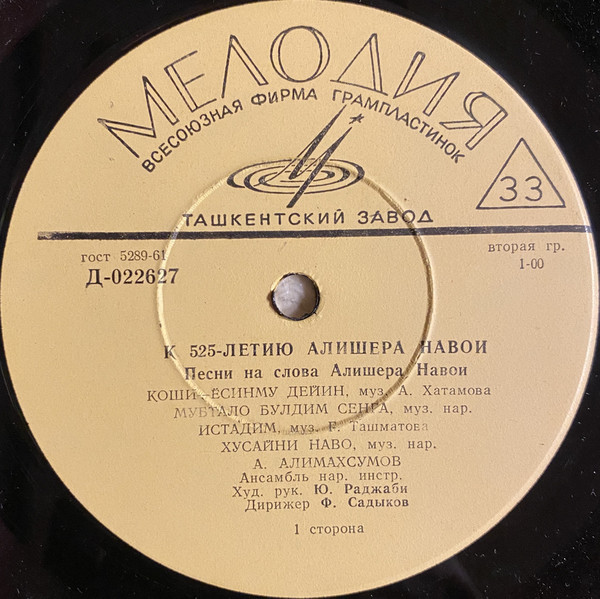 МЕЛОДИЯ
ВСЕСОЮЗНАЯ ФИРМА ГРАМПЛАСТИНОК
33
ТАШКЕНТСКИЙ ЗАВОД
гост 5289-61
вторая гр.
Д-022627
1-00
К 525-ЛЕТИЮ АЛИШЕРА НАВОИ
Песни на слова Алишера Навои
КОШИ ЁСИНМУ ДЕЙИН, муз. А. Хатамова
МУБТАЛО БУЛДИМ СЕНГА, муз. нар.
ИСТАДИМ, муз. Г. Ташматова
ХУСАЙНИ НАВО, муз. нар.
А. АЛИМАХСУМОВ
Ансамбль нар. инстр.
Худ. рук. Ю. Раджаби
Дирижер Ф. Садыков
1 сторона